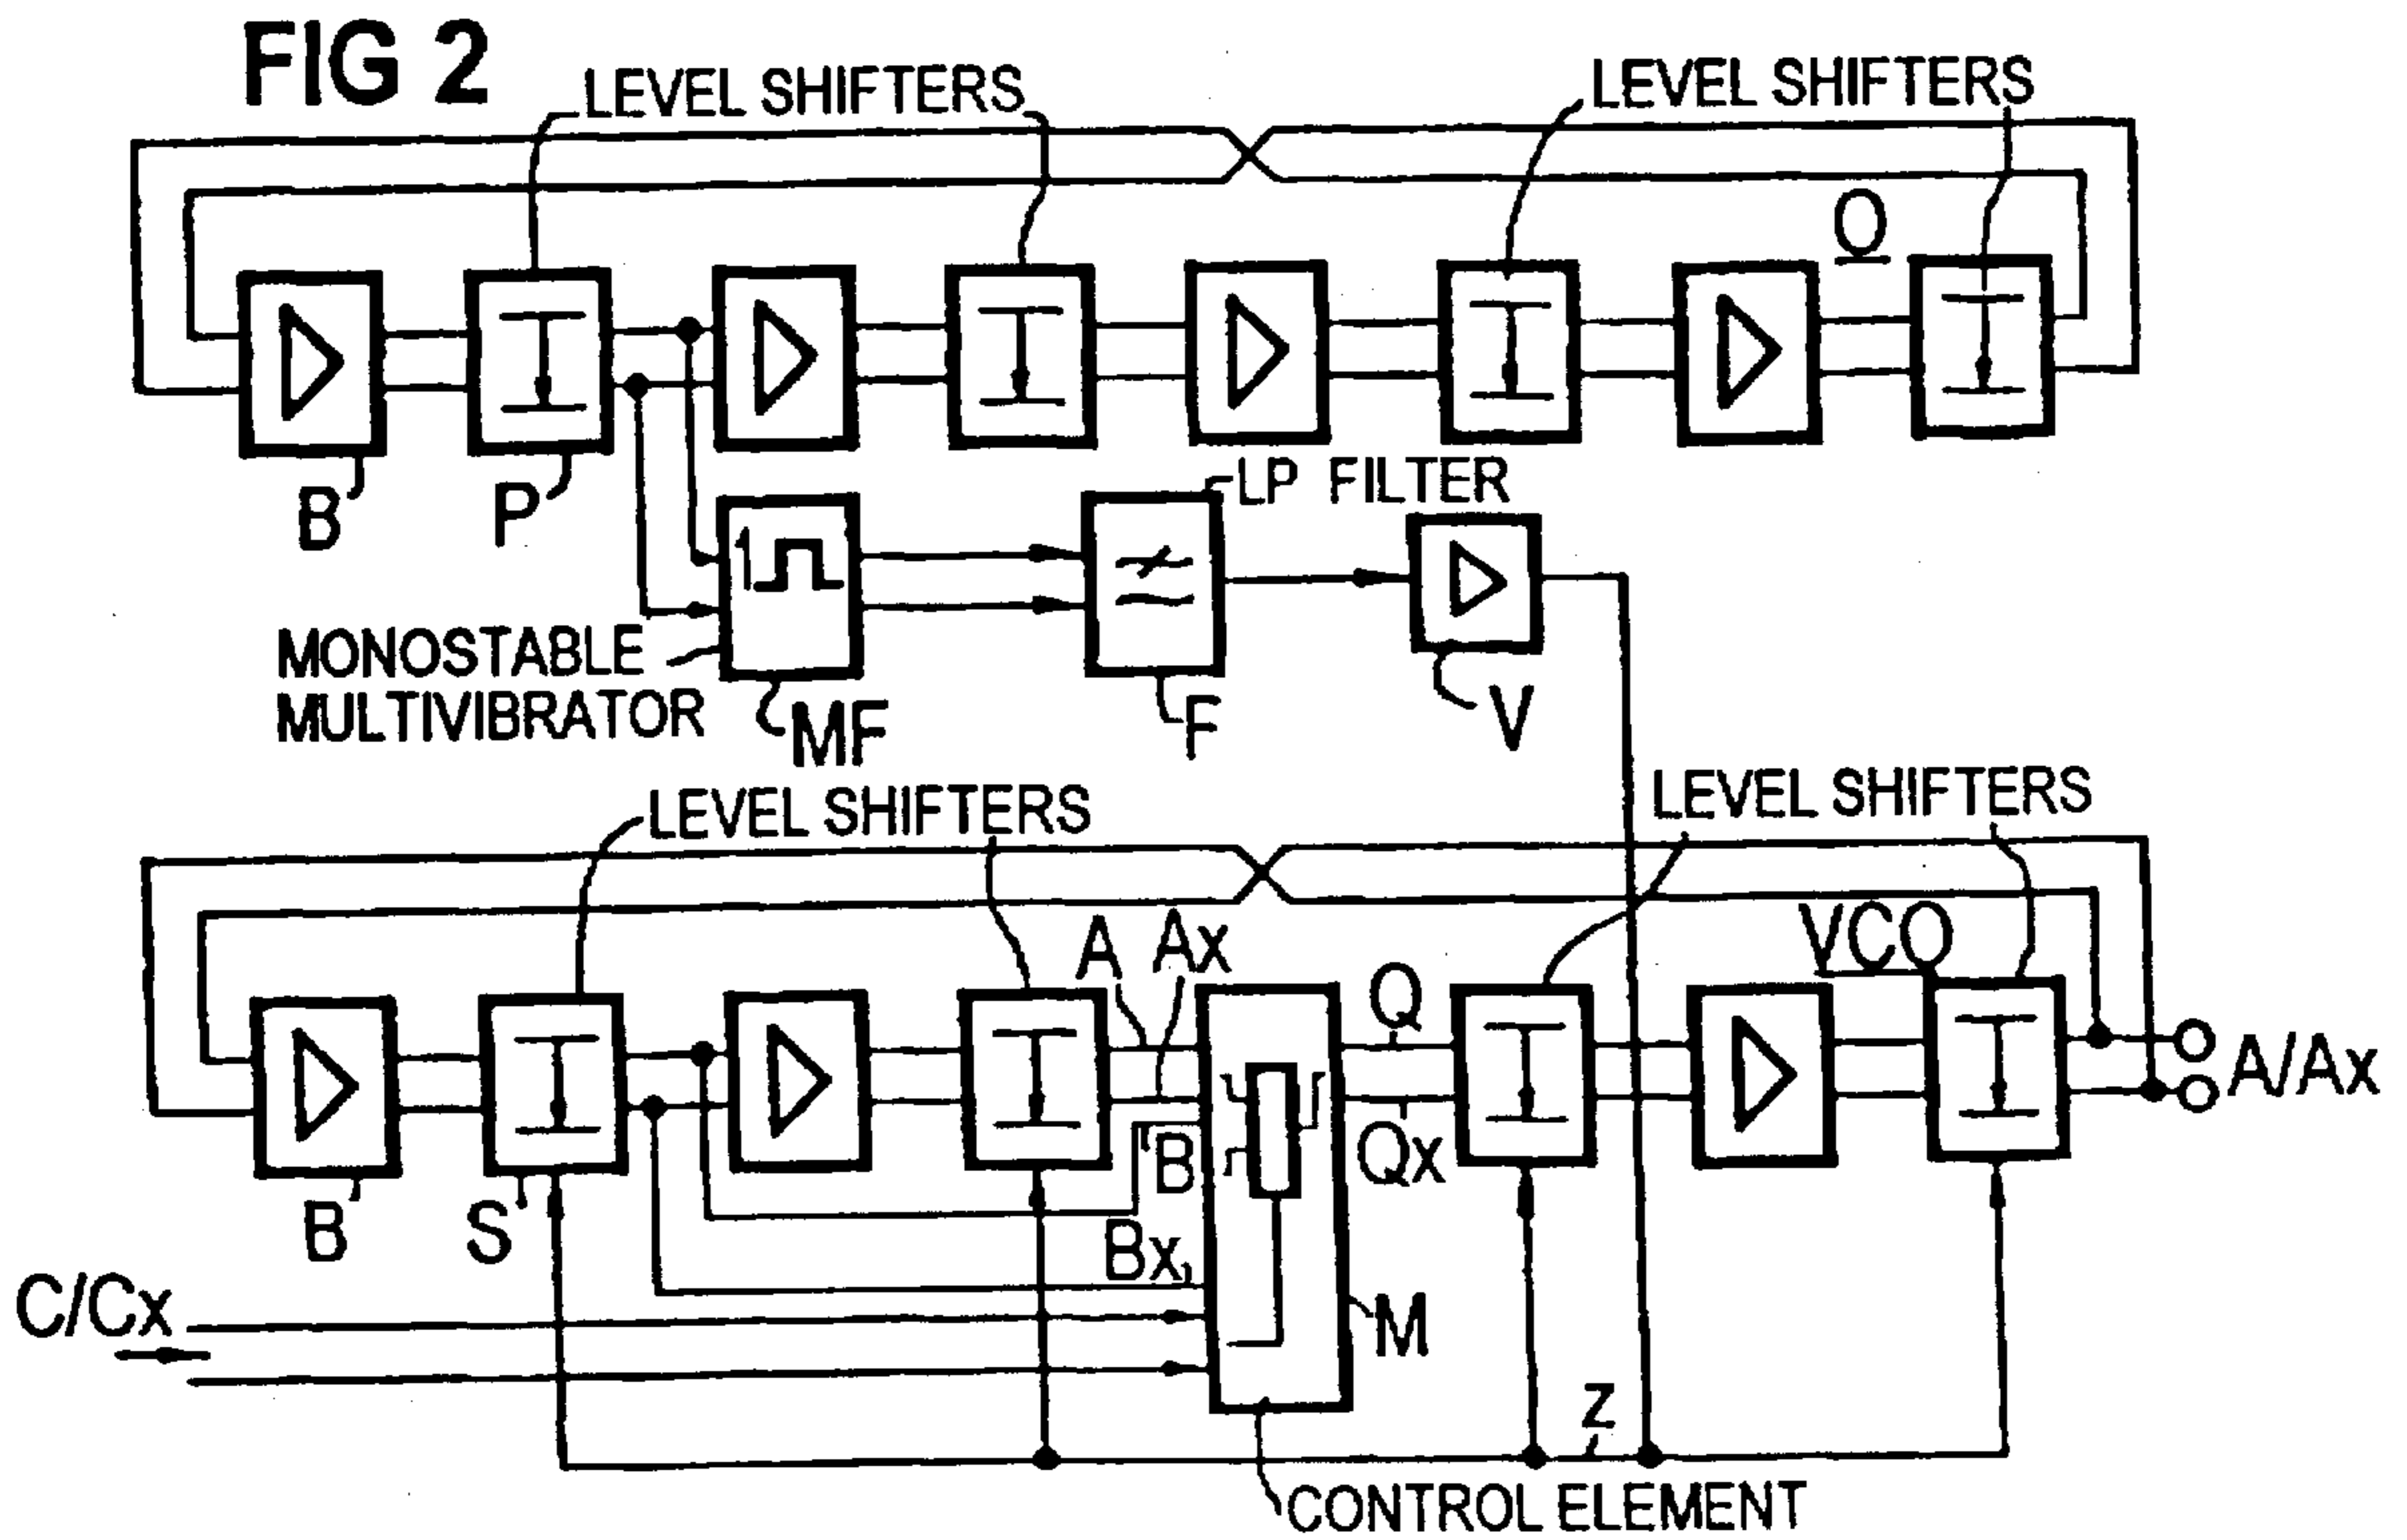 FIG 2
LEVEL SHIFTERS
LEVEL SHIFTERS
O
B
P
LP FILTER
MONOSTABLE
MULTIVIBRATOR
MF
F
V
LEVEL SHIFTERS
LEVEL SHIFTERS
A
Ax
Q
VCO
A/Ax
B
Qx
B
S
Bx
C/Cx
M
Z
CONTROL ELEMENT